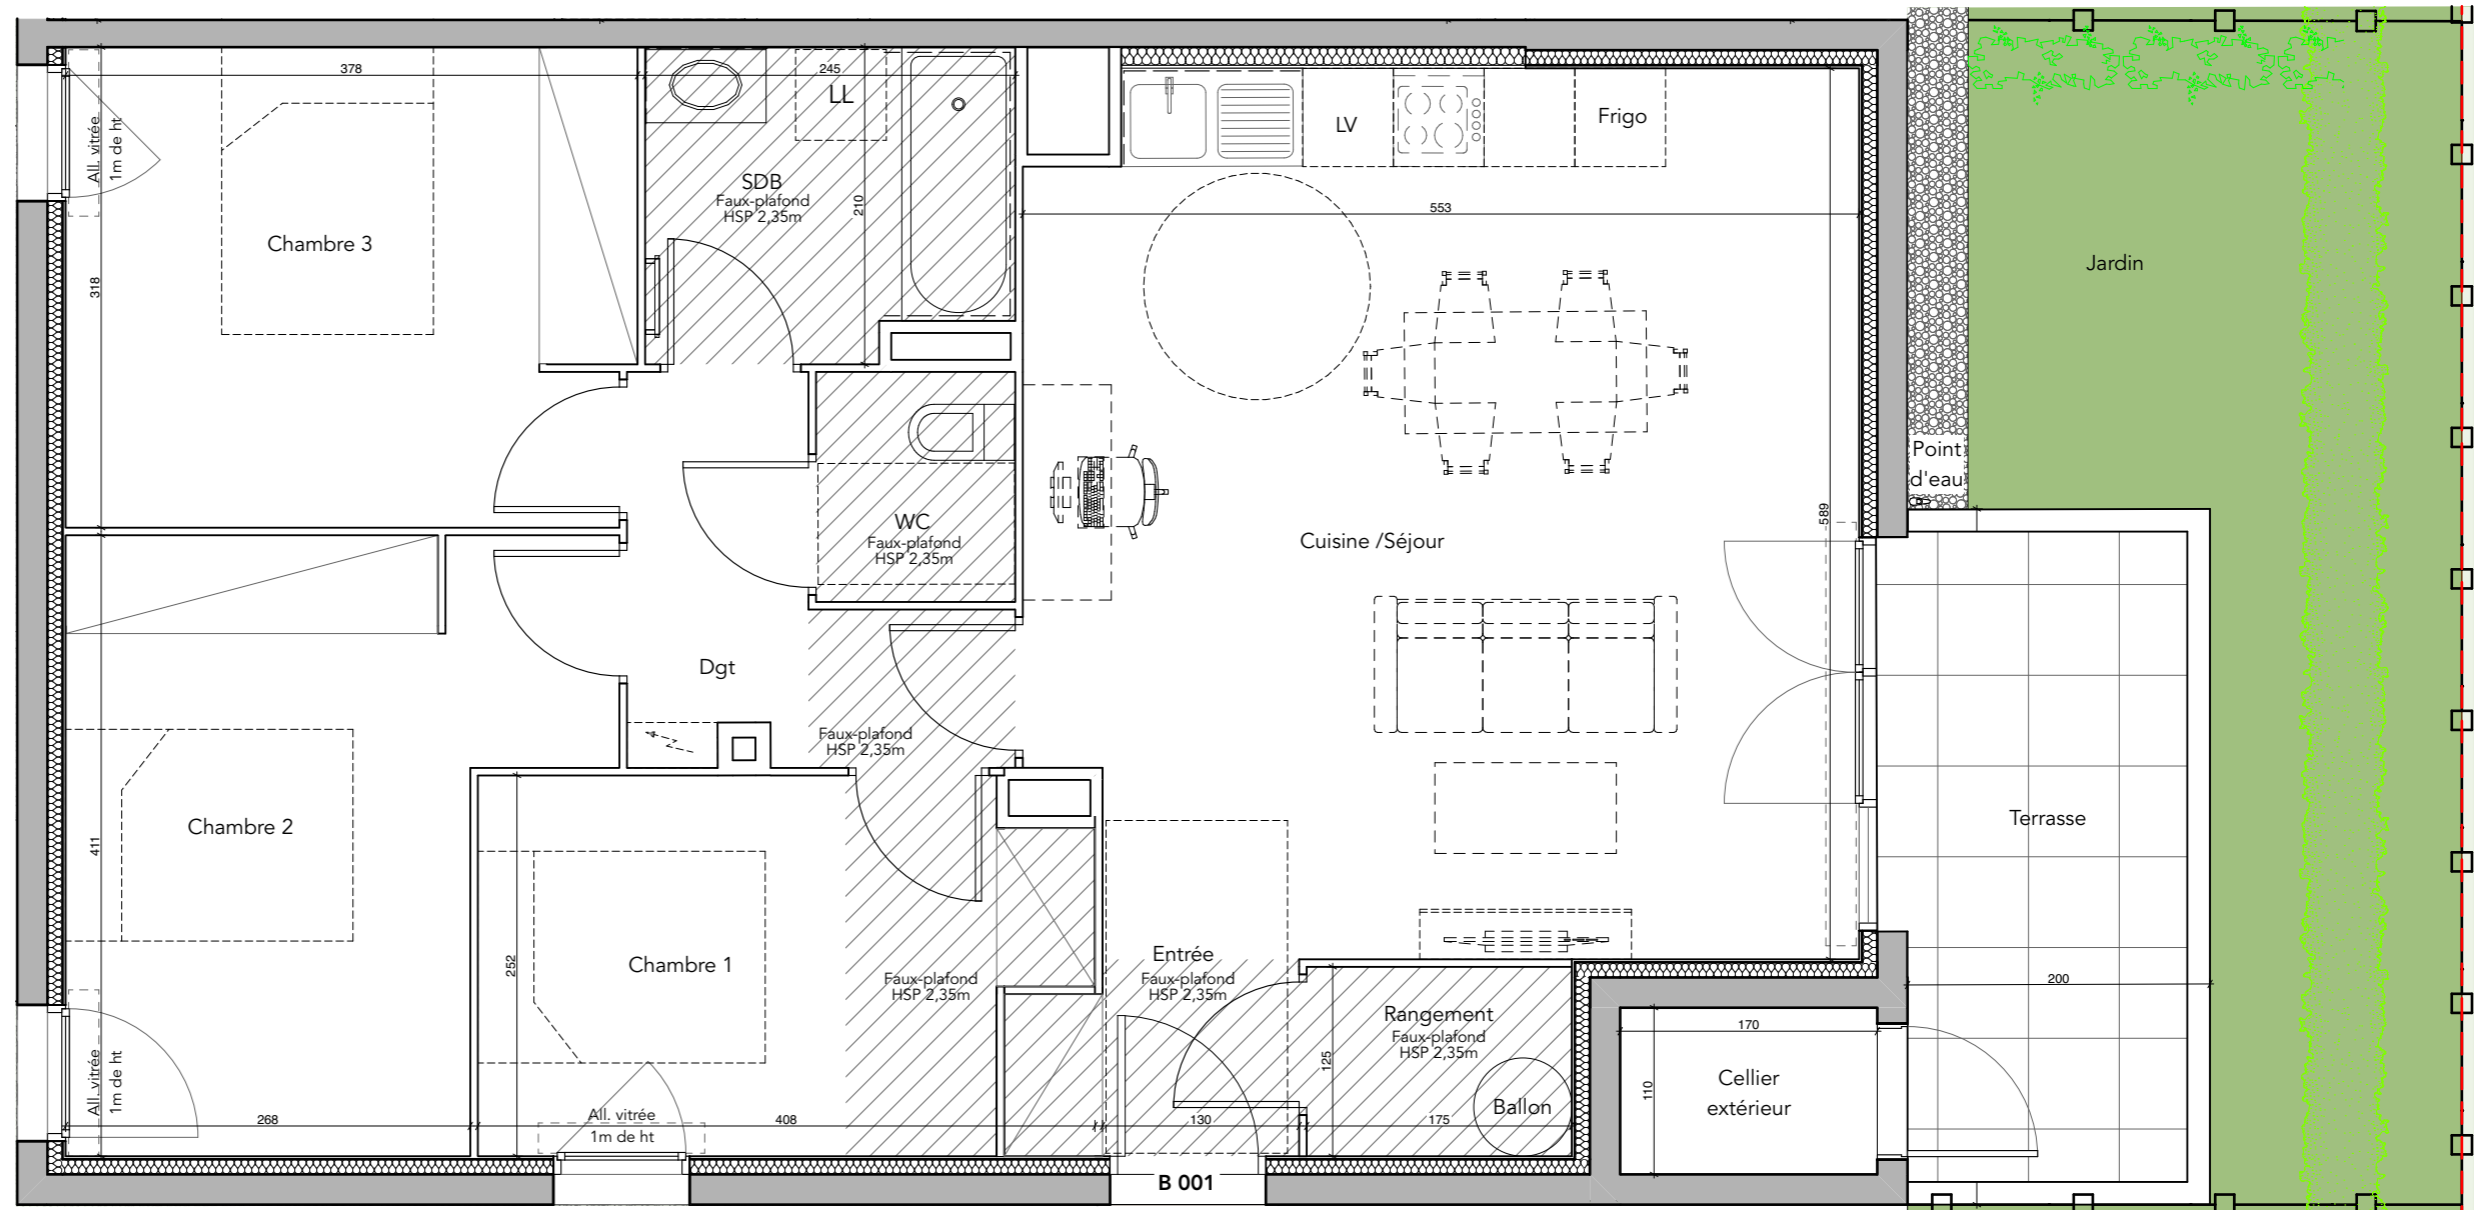 378
245
All. vitrée
1m de ht
LL
LV
Frigo
SDB
Faux-plafond
HSP 2,35m
210
553
Chambre 3
318
Jardin
Point
d'eau
WC
Faux-plafond
HSP 2,35m
589
Cuisine /Séjour
Dgt
Faux-plafond
HSP 2,35m
Chambre 2
411
Terrasse
Chambre 1
252
Faux-plafond
HSP 2,35m
Entrée
Faux-plafond
HSP 2,35m
200
Rangement
Faux-plafond
HSP 2,35m
125
170
110
Cellier
extérieur
Ballon
All. vitrée
1m de ht
268
All. vitrée
1m de ht
408
130
175
B 001